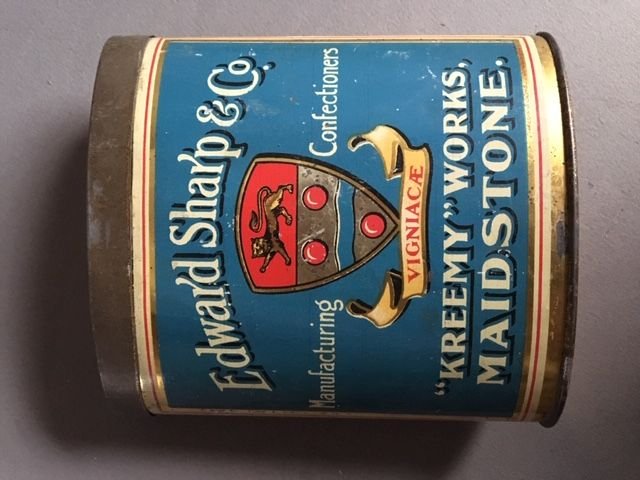 Edward Sharp & Co.
Manufacturing Confectioners
VIGNIACÆ
"KREEMY" WORKS,
MAIDSTONE.